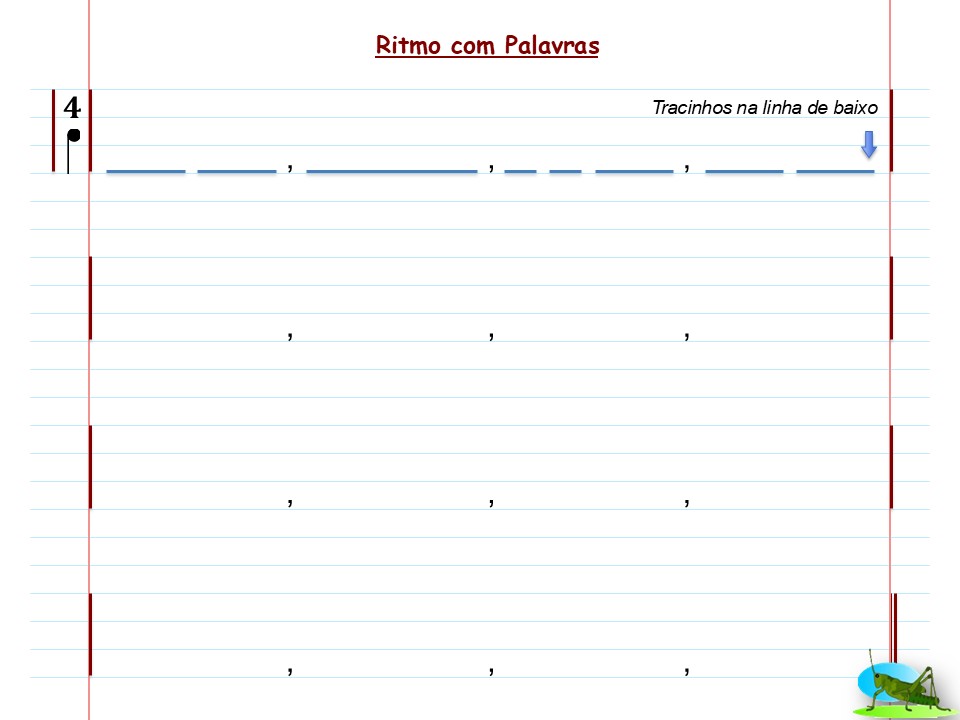 Ritmo com Palavras
4
Tracinhos na linha de baixo
, , ,
, , ,
, , ,
, , ,